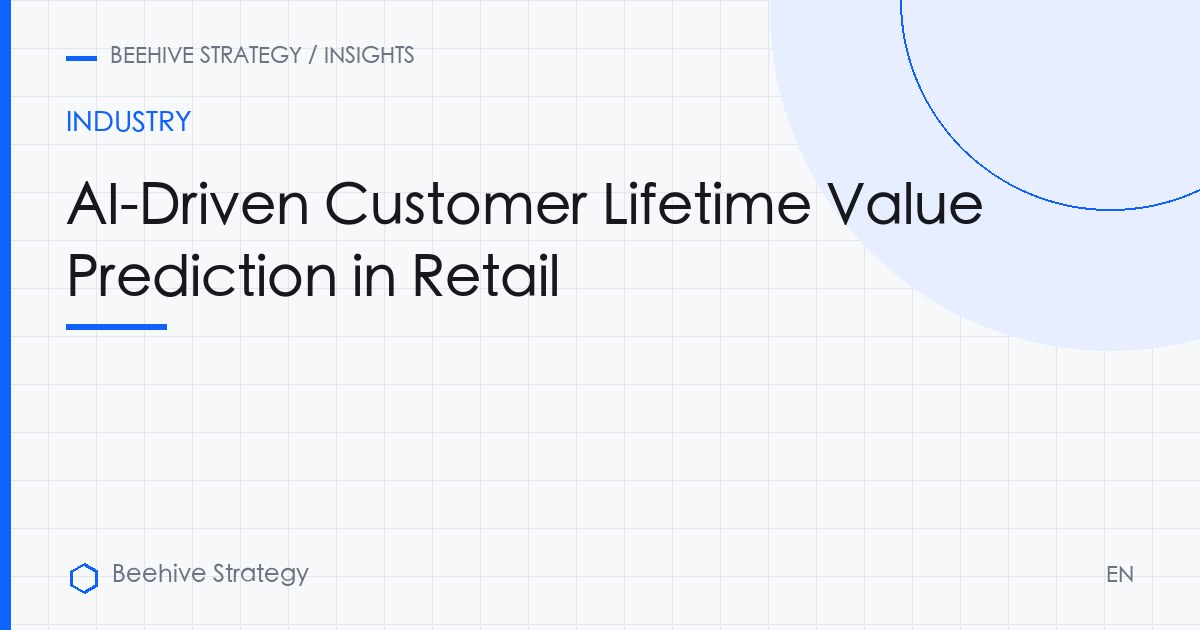 BEEHIVE STRATEGY / INSIGHTS
INDUSTRY
AI-Driven Customer Lifetime Value
Prediction in Retail
Beehive Strategy
EN